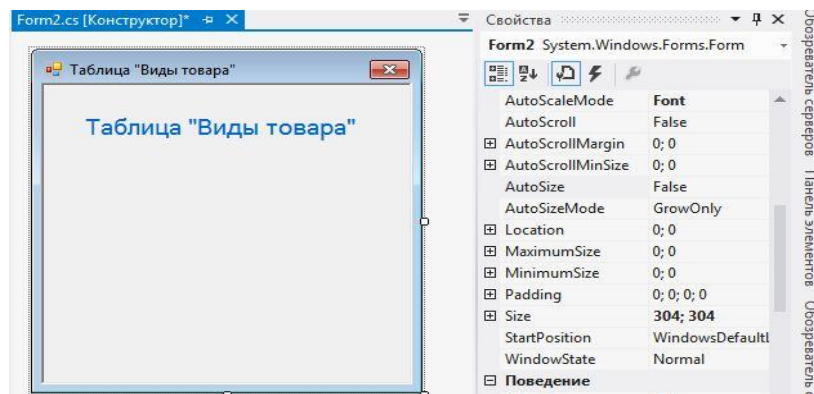 Form2.cs [Конструктор]*
Таблица "Виды товара"
Таблица "Виды товара"
Свойства
Form2 System.Windows.Forms.Form
AutoScaleMode Font
AutoScroll False
AutoScrollMargin 0; 0
AutoScrollMinSize 0; 0
AutoSize False
AutoSizeMode GrowOnly
Location 0; 0
MaximumSize 0; 0
MinimumSize 0; 0
Padding 0; 0; 0; 0
Size 304; 304
StartPosition WindowsDefaultL
WindowState Normal
Поведение
Обозреватель серверов
Панель элементов
Обозреватель